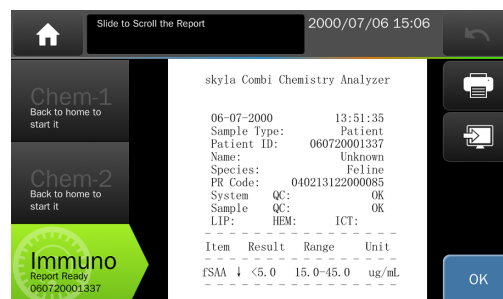 Slide to Scroll the Report
2000/07/06 15:06
Chem-1
Back to home to
start it
Chem-2
Back to home to
start it
Immuno
Report Ready
060720001337
skyla Combi Chemistry Analyzer
06-07-2000 13:51:35
Sample Type: Patient
Patient ID: 060720001337
Name: Unknown
Species: Feline
PR Code: 040213122000085
System QC: OK
Sample QC: OK
LIP: HEM: ICT:
Item Result Range Unit
fSAA ↓ <5.0 15.0-45.0 ug/mL
OK